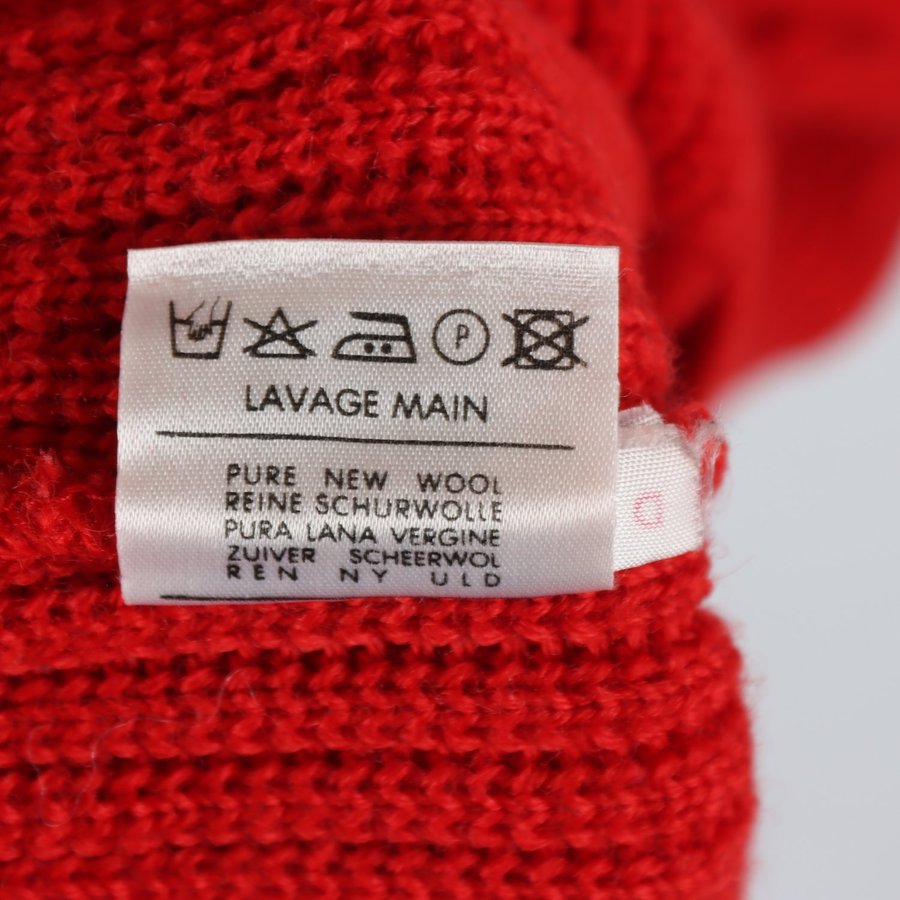 P
LAVAGE MAIN
PURE NEW WOOL
REINE SCHURWOLLE
PURA LANA VERGINE
ZUIVER SCHEERWOL
REN NY ULD